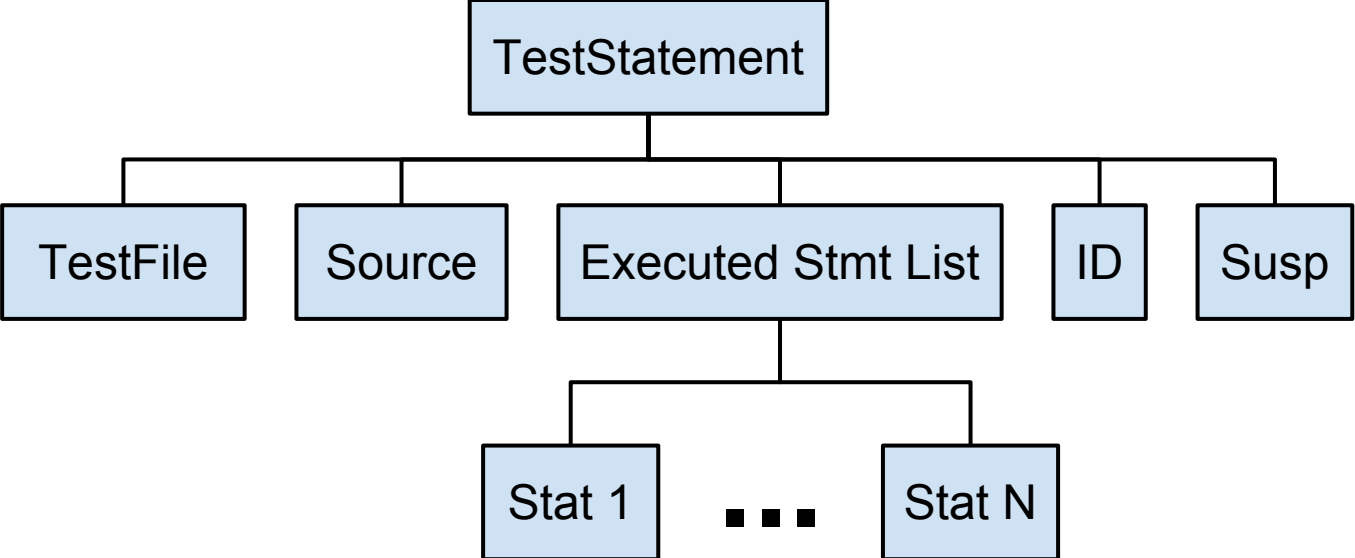 TestStatement
TestFile Source Executed Stmt List ID Susp
Stat 1 ... Stat N